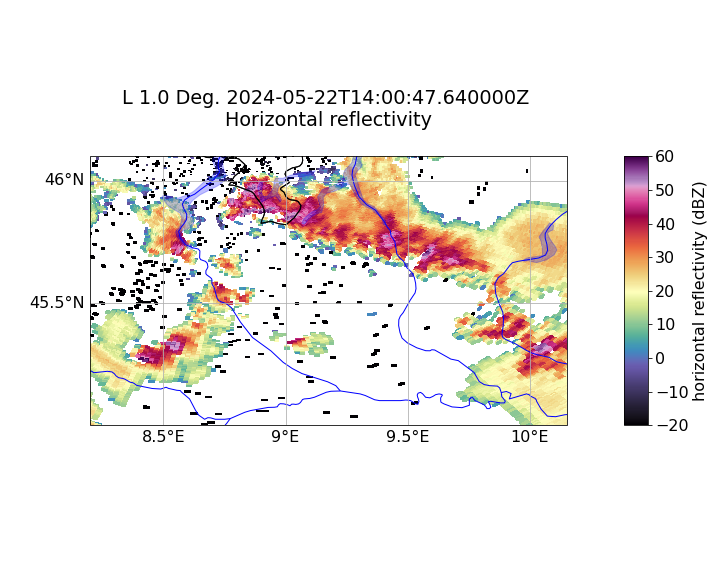 L 1.0 Deg. 2024-05-22T14:00:47.640000Z
Horizontal reflectivity
46°N
45.5°N
8.5°E
9°E
9.5°E
10°E
60
50
40
30
20
10
0
−10
−20
horizontal reflectivity (dBZ)